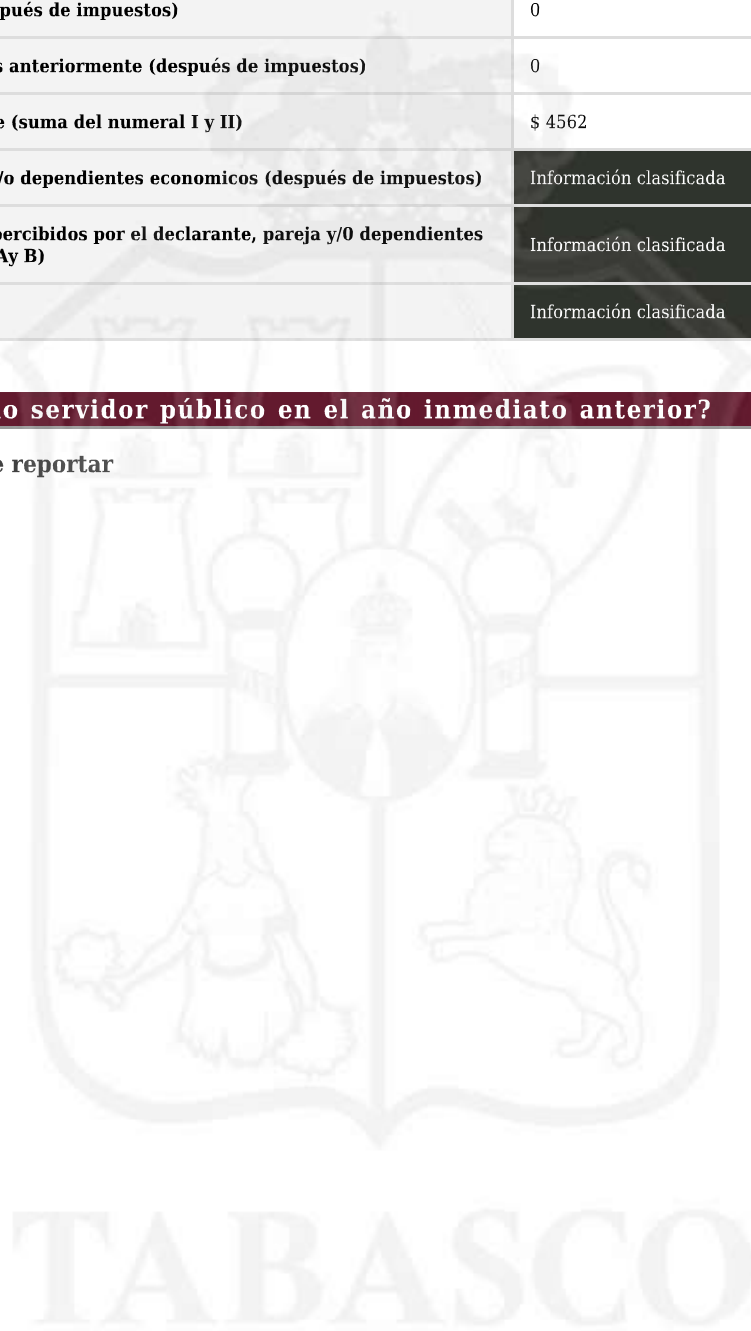 pués de impuestos)
0
s anteriormente (después de impuestos)
0
e (suma del numeral I y II)
$ 4562
/o dependientes economicos (después de impuestos)
Información clasificada
percibidos por el declarante, pareja y/0 dependientes
Ay B)
Información clasificada
Información clasificada
o servidor público en el año inmediato anterior?
e reportar
TABASCO